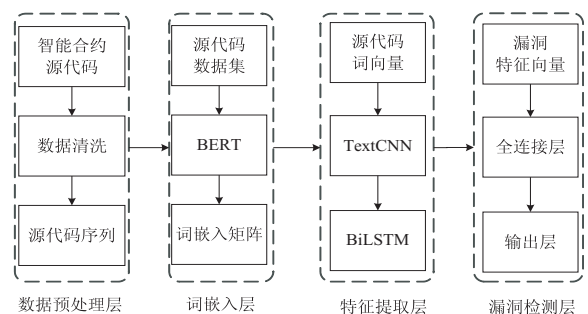 智能合约
源代码
数据清洗
源代码序列
数据预处理层
源代码
数据集
BERT
词嵌入矩阵
词嵌入层
源代码
词向量
TextCNN
BiLSTM
特征提取层
漏洞
特征向量
全连接层
输出层
漏洞检测层